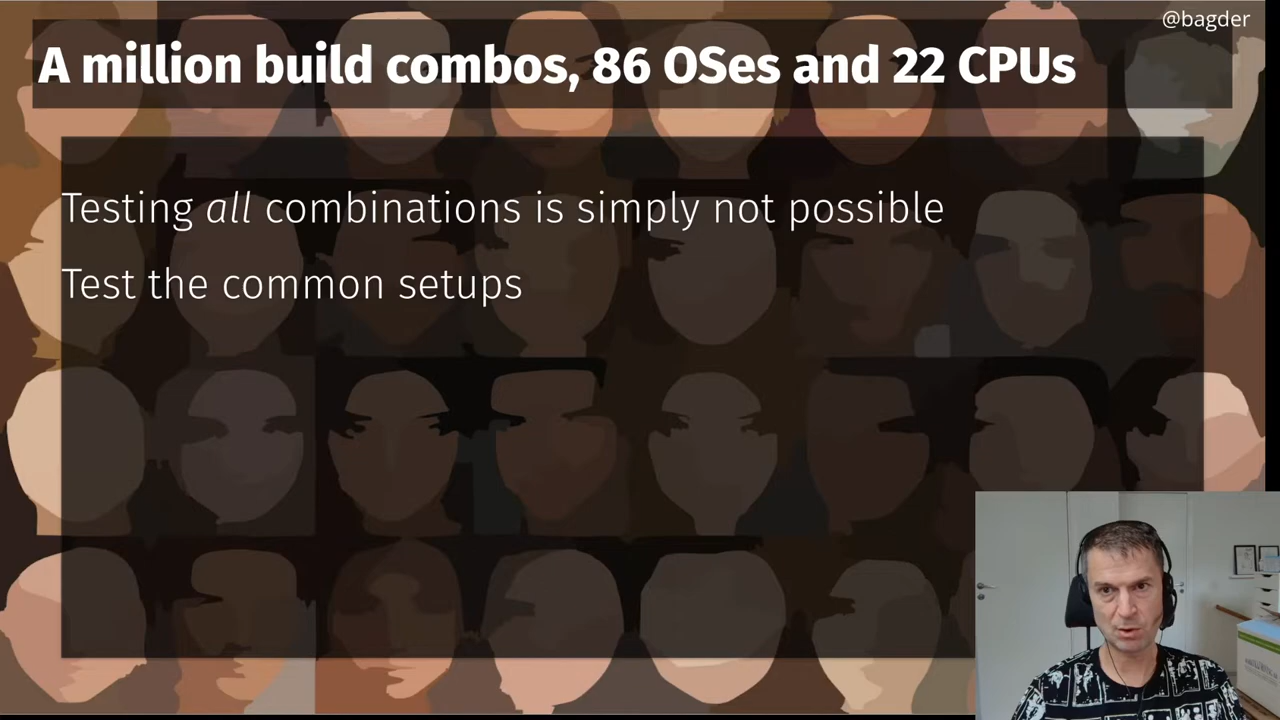 @bagder
A million build combos, 86 OSes and 22 CPUs
Testing all combinations is simply not possible
Test the common setups